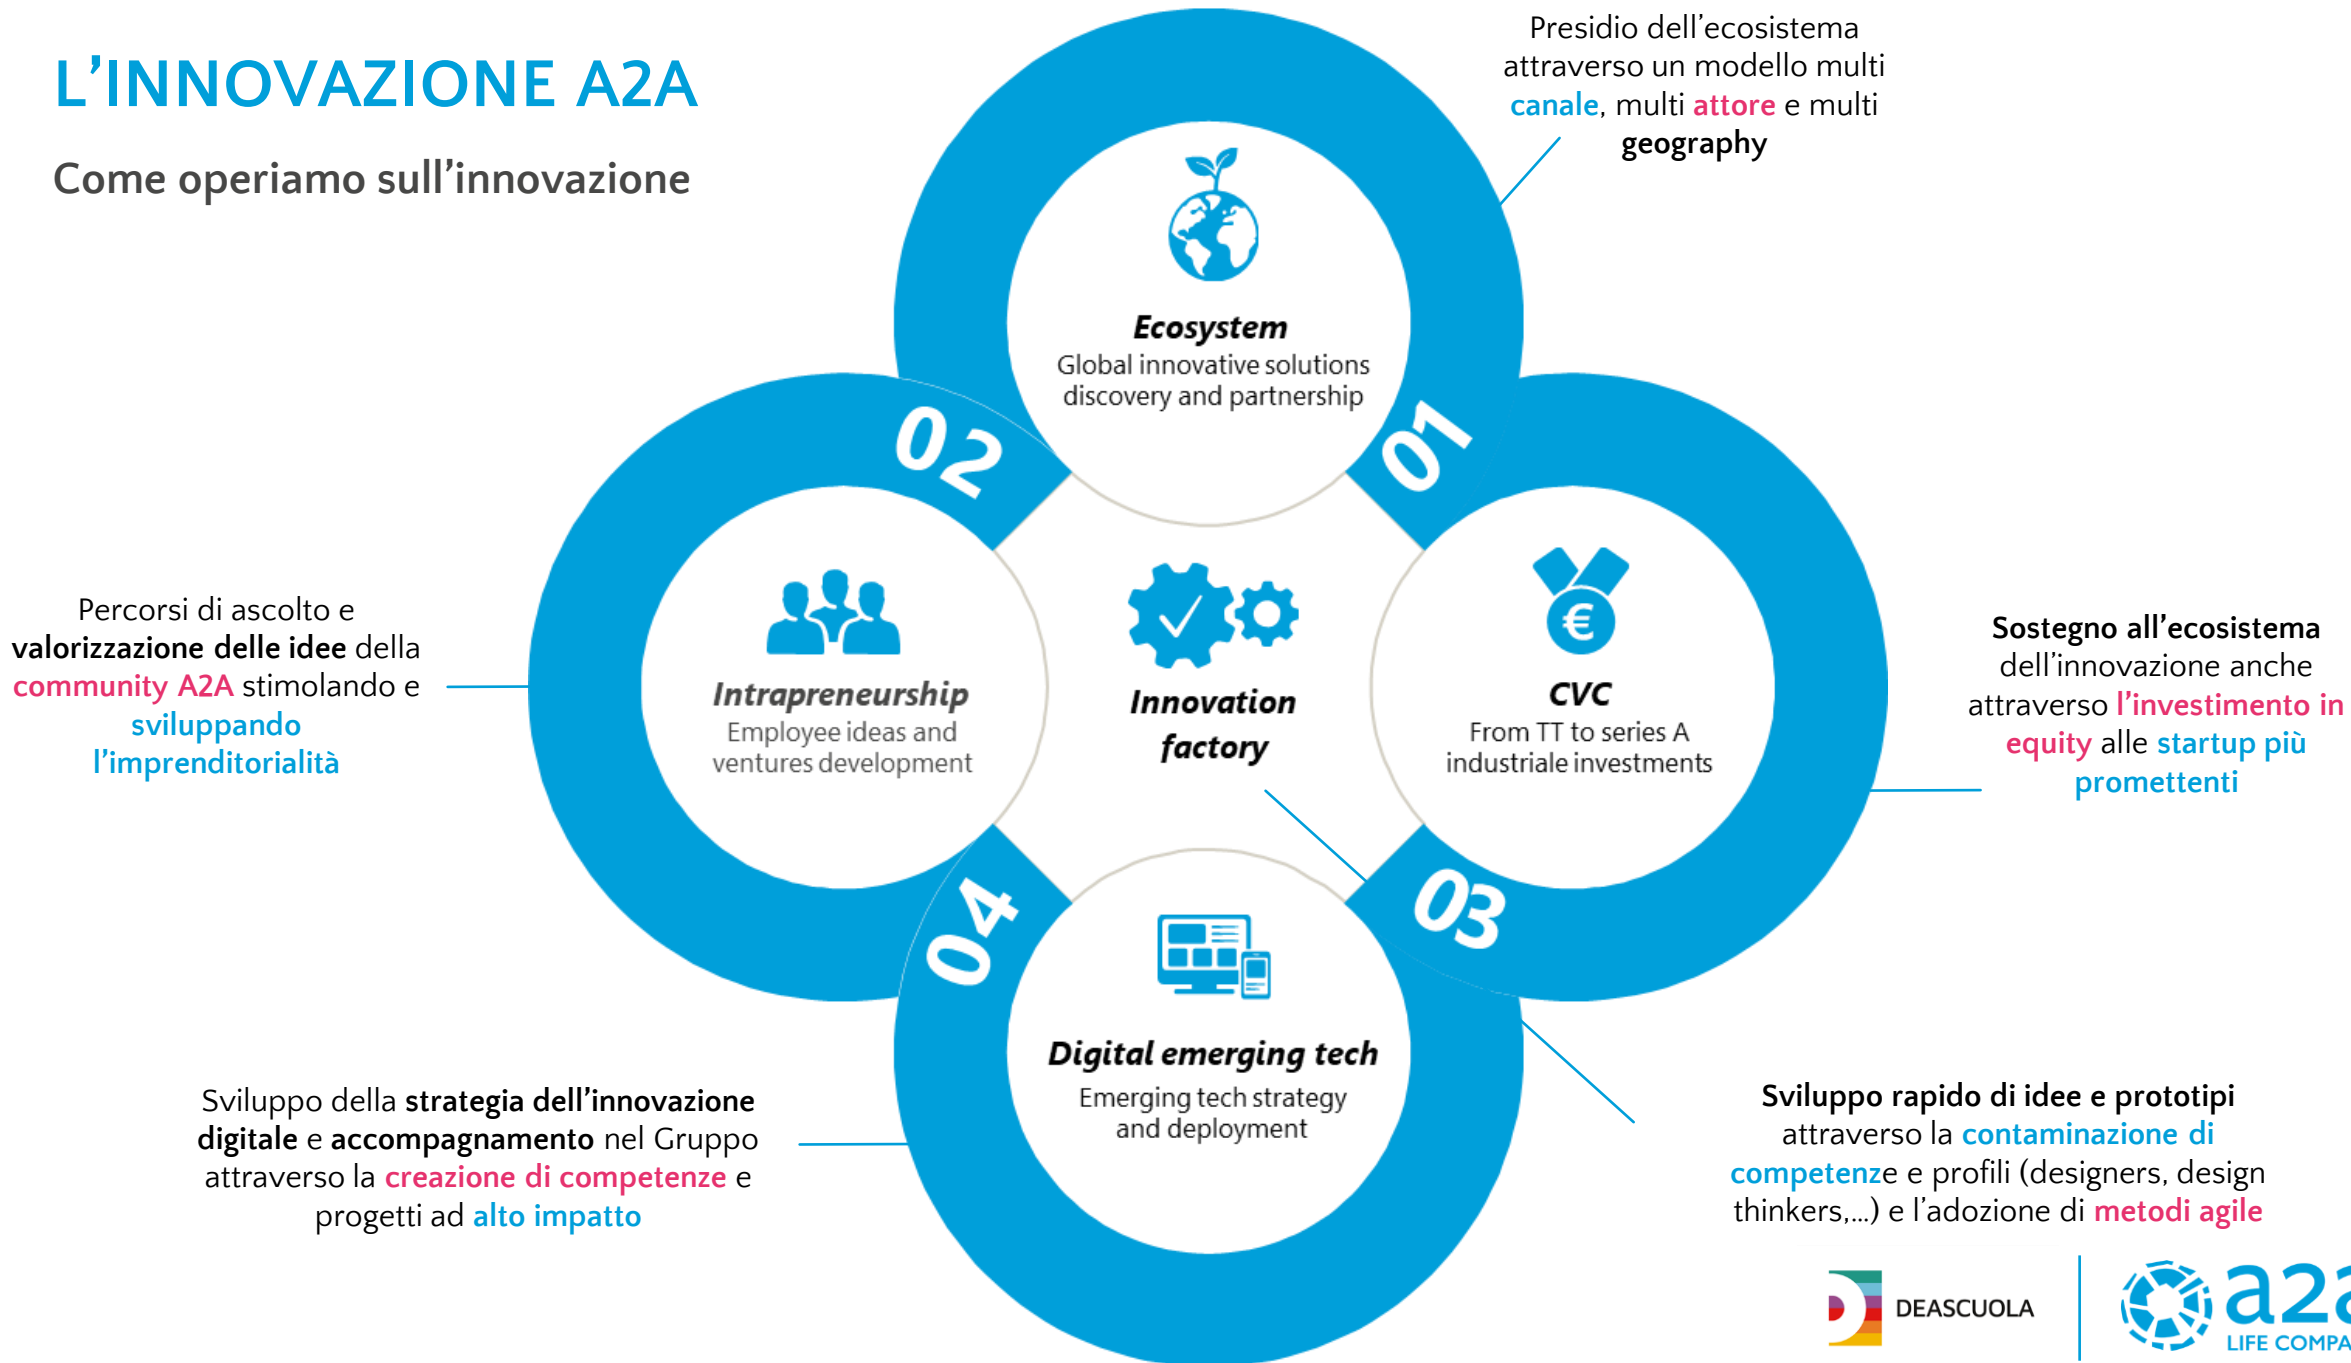 L'INNOVAZIONE A2A
Come operiamo sull'innovazione
Presidio dell'ecosistema
attraverso un modello multi
canale, multi attore e multi
geography
Ecosystem
Global innovative solutions
discovery and partnership
01
02
Percorsi di ascolto e
valorizzazione delle idee della
community A2A stimolando e
sviluppando
l'imprenditorialità
Intrapreneurship
Employee ideas and
ventures development
Innovation
factory
€
CVC
From TT to series A
industriale investments
Sostegno all'ecosistema
dell'innovazione anche
attraverso l'investimento in
equity alle startup più
promettenti
03
04
Digital emerging tech
Emerging tech strategy
and deployment
Sviluppo della strategia dell'innovazione
digitale e accompagnamento nel Gruppo
attraverso la creazione di competenze e
progetti ad alto impatto
Sviluppo rapido di idee e prototipi
attraverso la contaminazione di
competenze e profili (designers, design
thinkers,...) e l'adozione di metodi agile
DEASCUOLA
a2a
LIFE COMPA